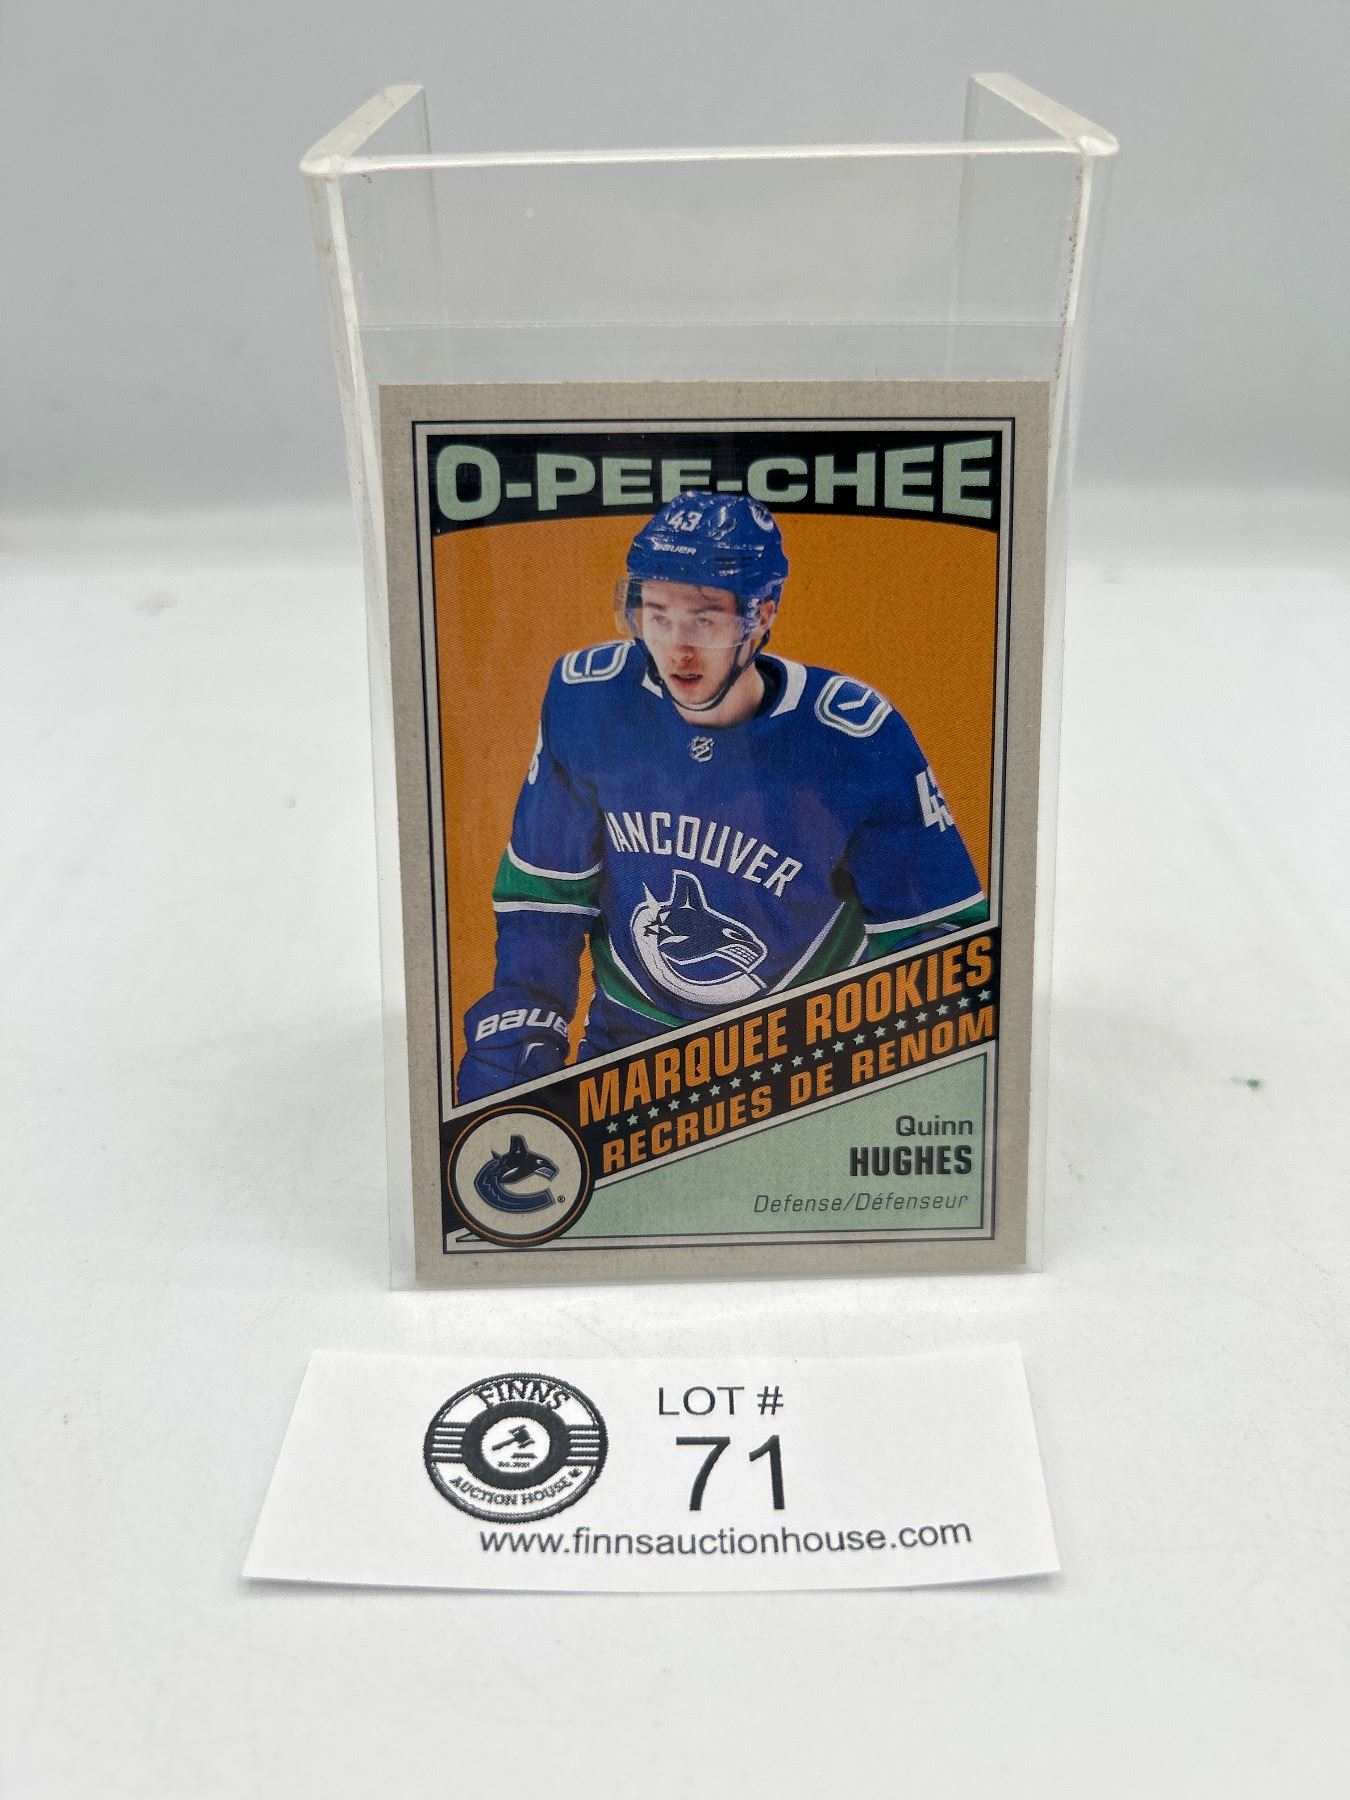 O-PEE-CHEE
43
BAUER
43
VANCOUVER
BAUE
MARQUEE ROOKIES
RECRUES DE RENOM
Quinn
HUGHES
Defense/Défenseur
®
FINNS
AUCTION HOUSE
LOT #
71
www.finnsauctionhouse.com